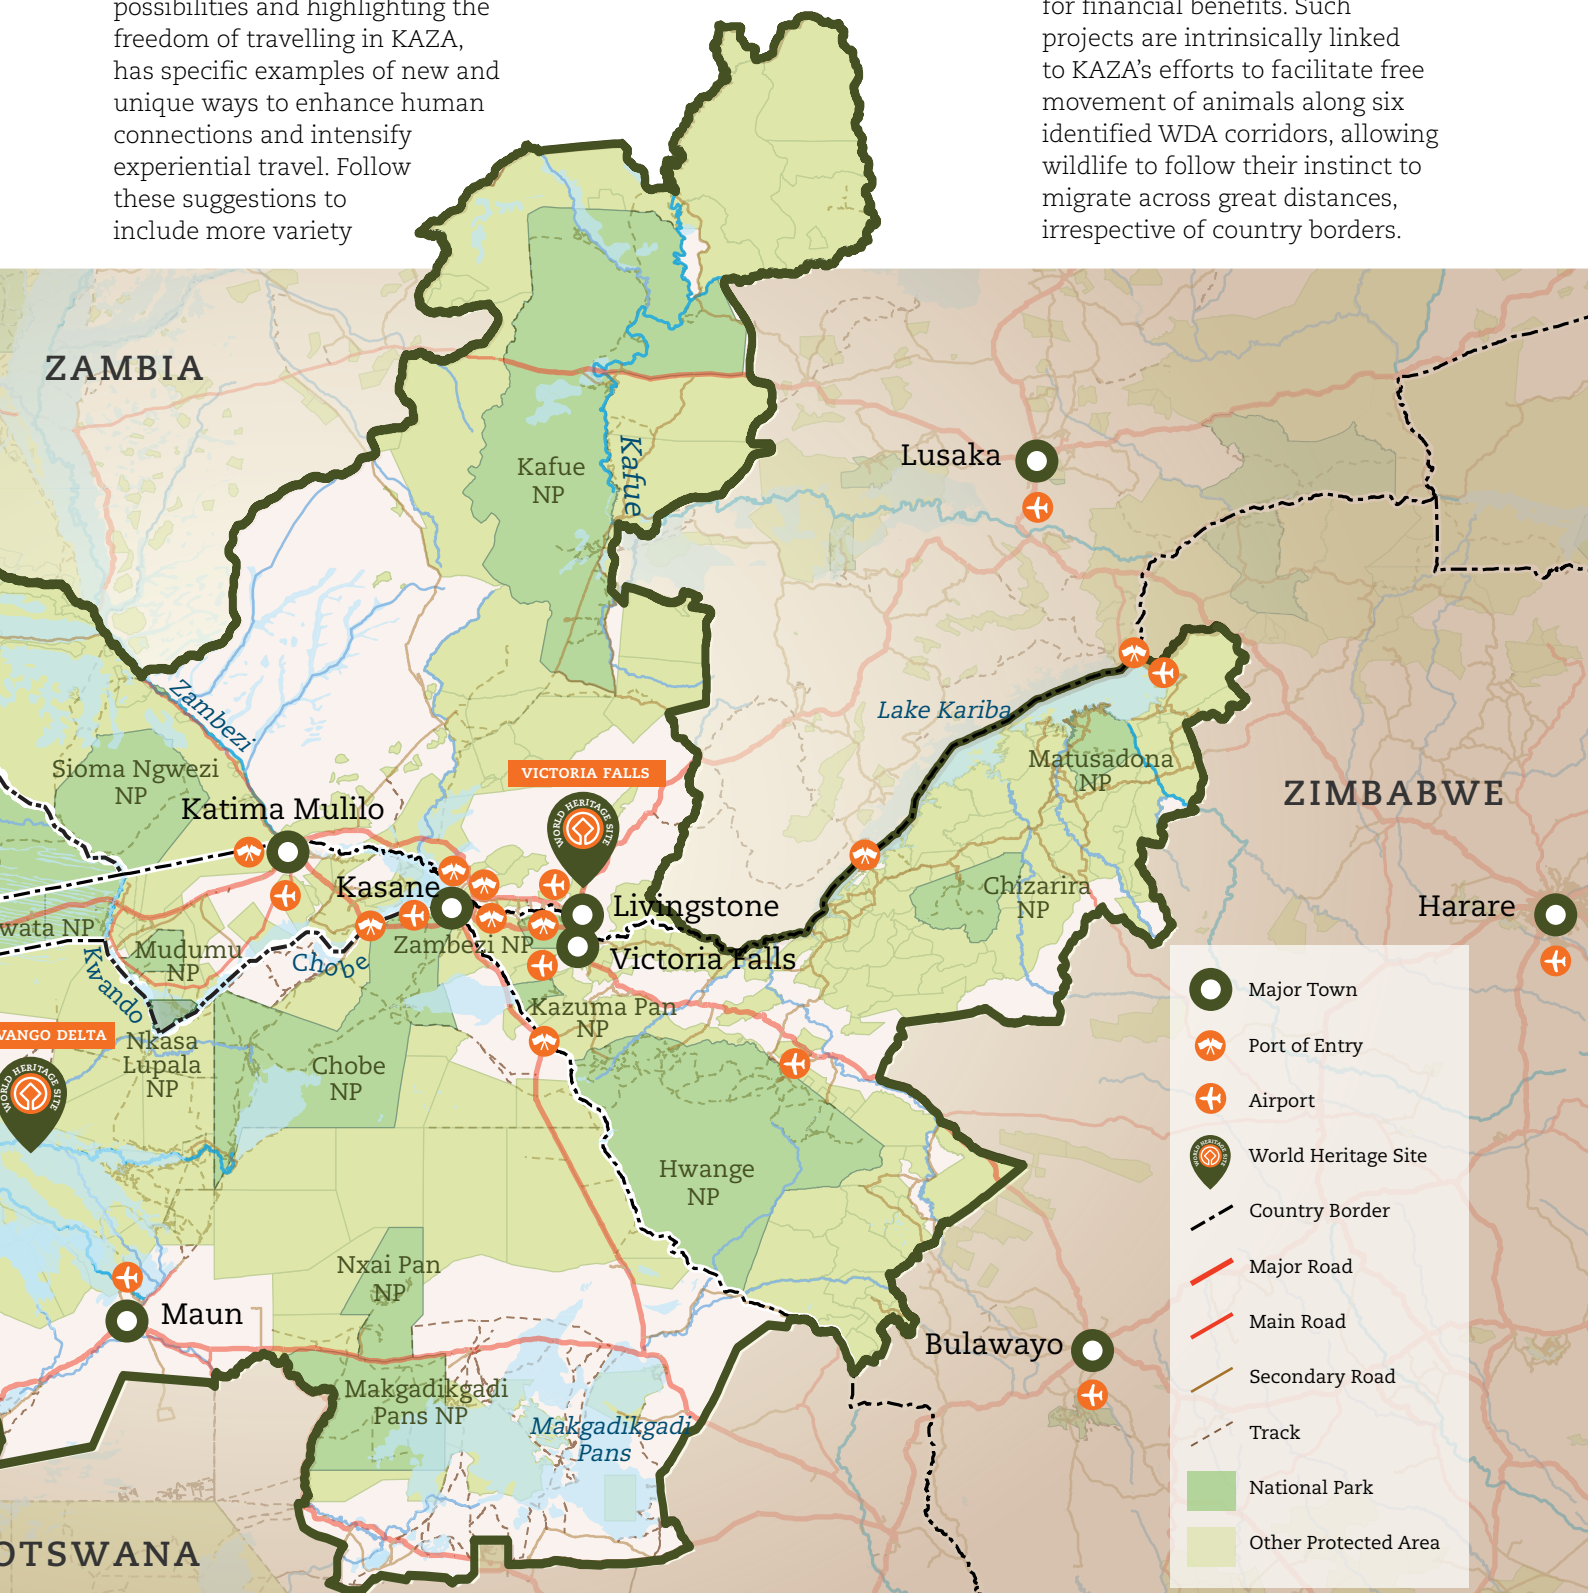 possibilities and highlighting the
freedom of travelling in KAZA,
has specific examples of new and
unique ways to enhance human
connections and intensify
experiential travel. Follow
these suggestions to
include more variety
for financial benefits. Such
projects are intrinsically linked
to KAZA’s efforts to facilitate free
movement of animals along six
identified WDA corridors, allowing
wildlife to follow their instinct to
migrate across great distances,
irrespective of country borders.
ZAMBIA
Kafue
NP
Kafue
Lusaka
Zambezi
Lake Kariba
Sioma Ngwezi
NP
Matusadona
NP
ZIMBABWE
VICTORIA FALLS
WORLD HERITAGE SITE
Katima Mulilo
Kasane
Livingstone
Chizarira
NP
Harare
wata NP
Mudumu
NP
Kwando
Chobe
Zambezi NP
Victoria Falls
Kazuma Pan
NP
VANGO DELTA
WORLD HERITAGE SITE
Nkasa
Lupala
NP
Chobe
NP
Hwange
NP
Nxai Pan
NP
Maun
Bulawayo
Makgadikgadi
Pans NP
Makgadikgadi
Pans
OTSWANA
Major Town
Port of Entry
Airport
WORLD HERITAGE SITE
World Heritage Site
Country Border
Major Road
Main Road
Secondary Road
Track
National Park
Other Protected Area